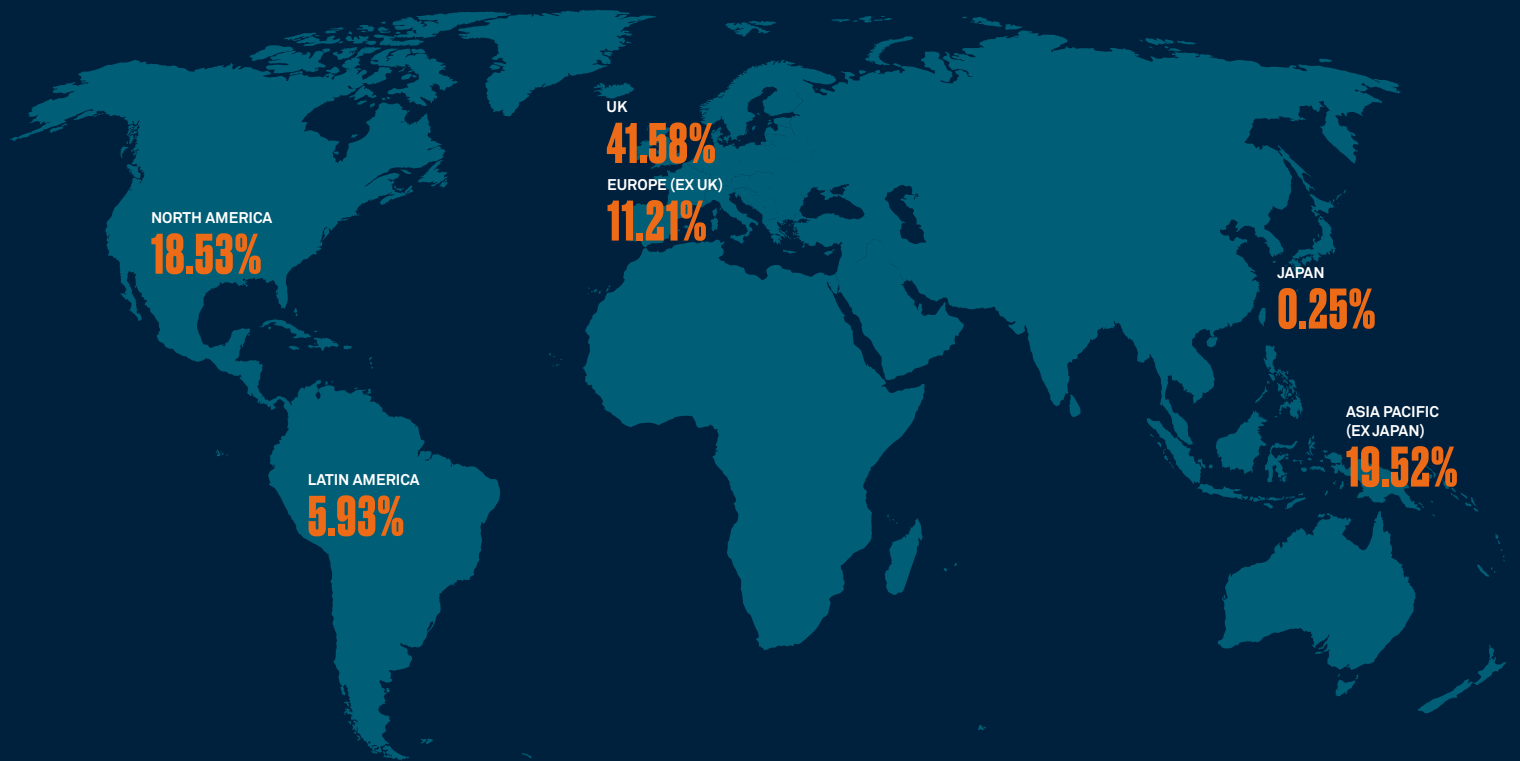 UK
41.58%
EUROPE (EX UK)
11.21%
NORTH AMERICA
18.53%
JAPAN
0.25%
ASIA PACIFIC
(EX JAPAN)
19.52%
LATIN AMERICA
5.93%